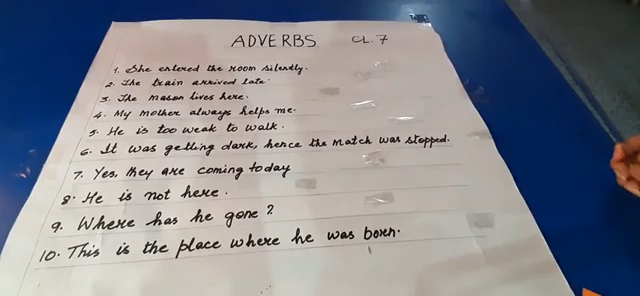 ADVERBS CL.7
1. She entered the room silently.
2. The train arrived late.
3. The mason lives here.
4. My mother always helps me.
5. He is too weak to walk.
6. It was getting dark, hence the match was stopped.
7. Yes, they are coming today
8. He is not here.
9. Where has he gone?
10. This is the place where he was born.